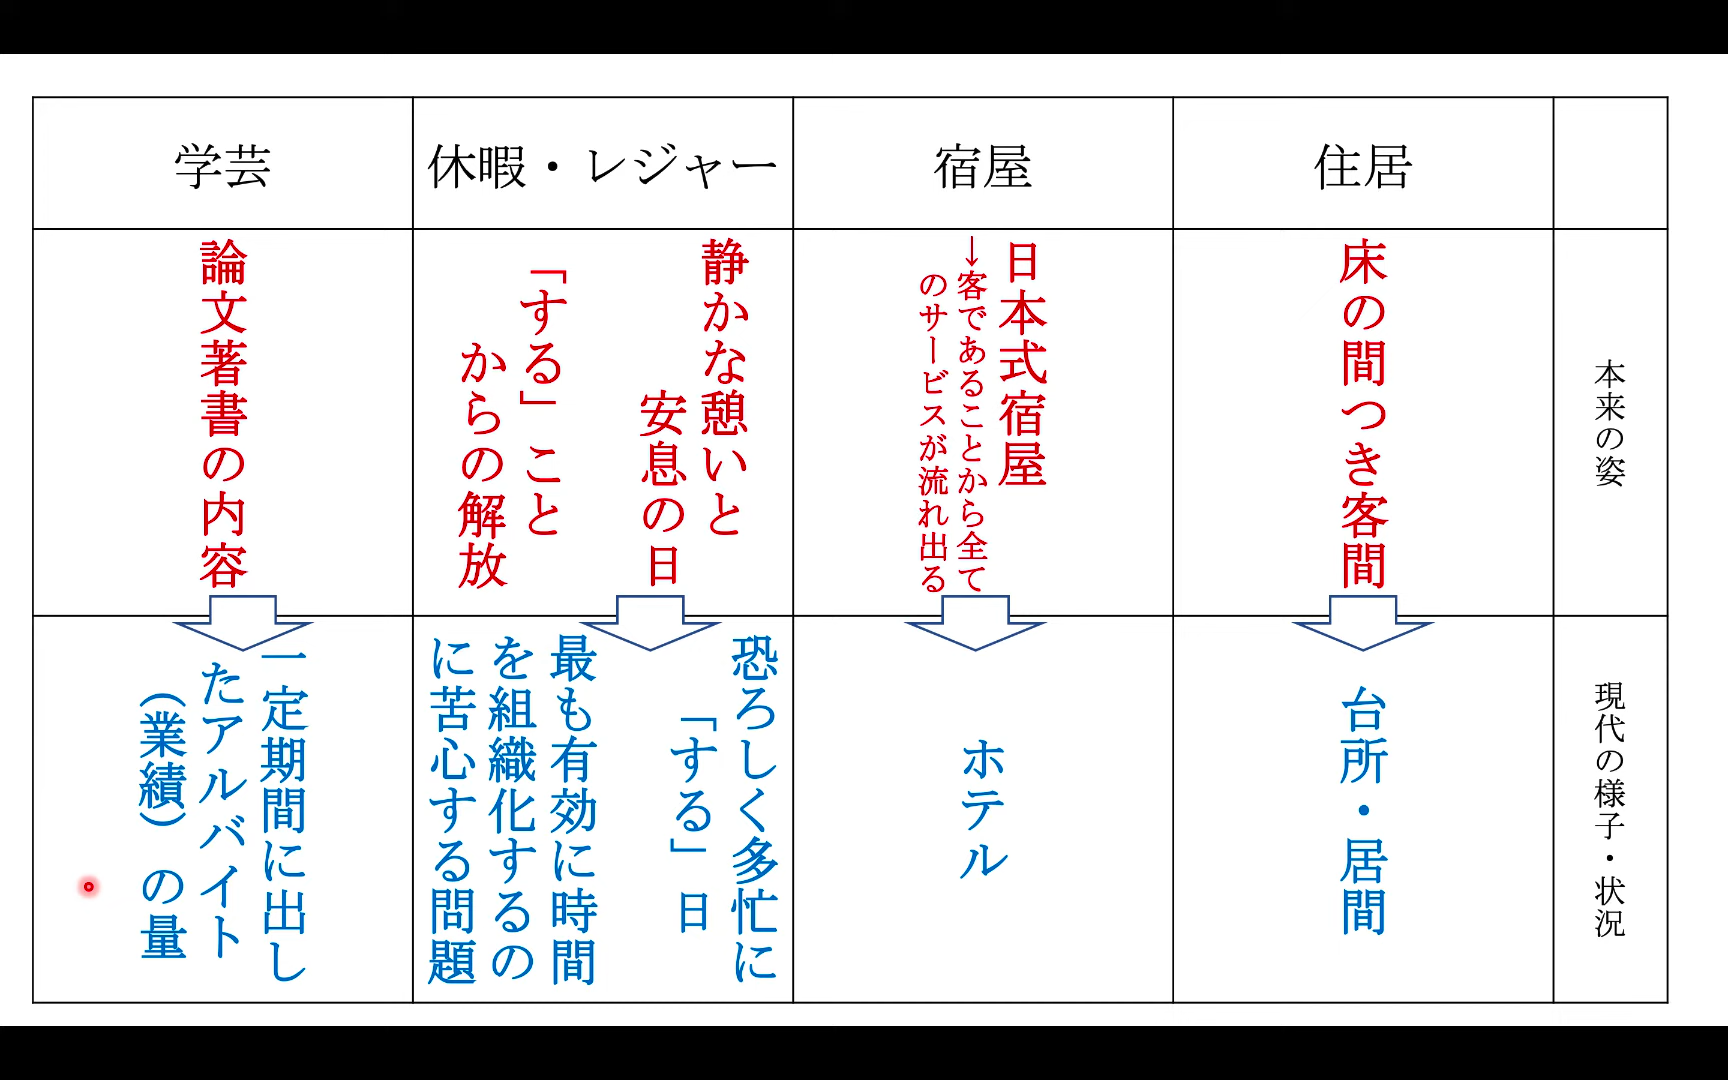 本来の姿
現代の様子・状況
住居
床の間つき客間
台所・居間
宿屋
日本式宿屋
→客であることから全て
のサービスが流れ出る
ホテル
休暇・レジャー
静かな憩いと
安息の日
「する」こと
からの解放
恐ろしく多忙に
「する」日
最も有効に時間
を組織化するの
に苦心する問題
学芸
論文著書の内容
一定期間に出し
たアルバイト
（業績）の量